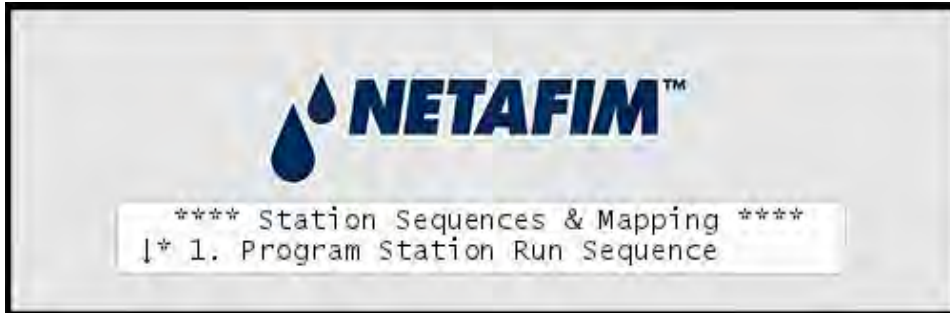 NETAFIM™
**** Station Sequences & Mapping ****
↓* 1. Program Station Run Sequence